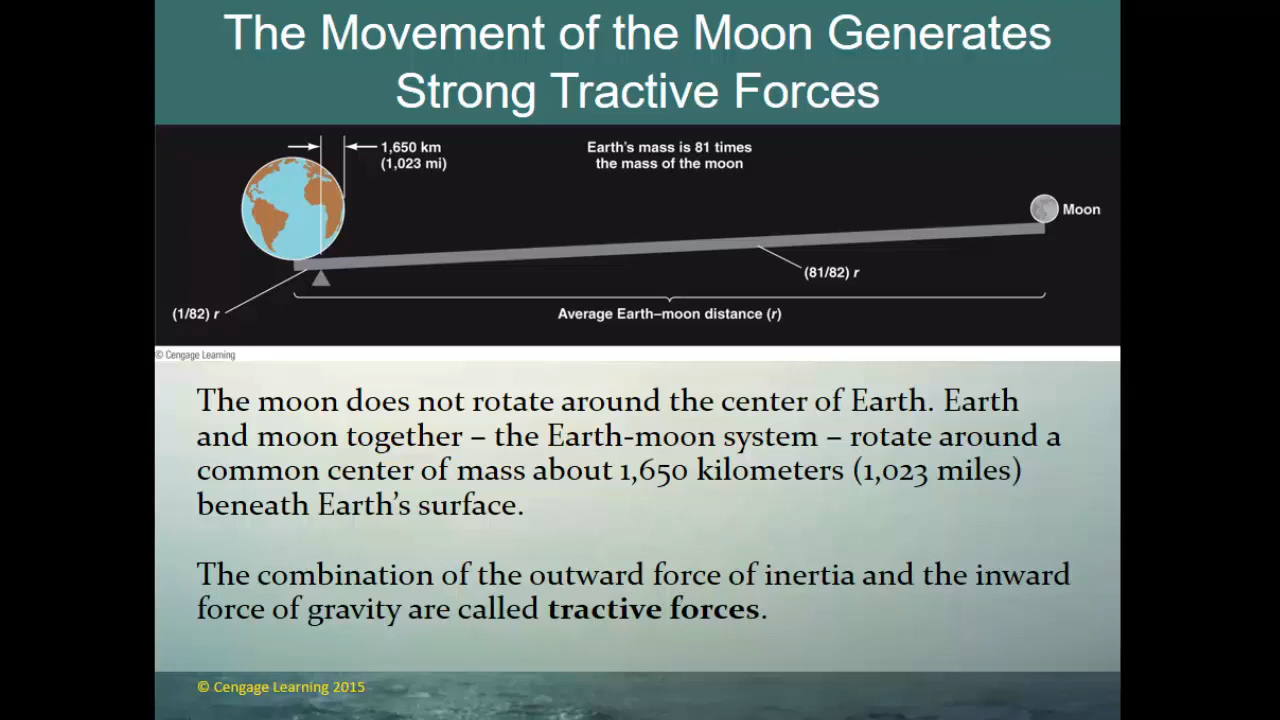 The Movement of the Moon Generates
Strong Tractive Forces
1,650 km
(1,023 mi)
Earth's mass is 81 times
the mass of the moon
Moon
(81/82) r
(1/82) r
Average Earth–moon distance (r)
© Cengage Learning
The moon does not rotate around the center of Earth. Earth
and moon together – the Earth-moon system – rotate around a
common center of mass about 1,650 kilometers (1,023 miles)
beneath Earth's surface.
The combination of the outward force of inertia and the inward
force of gravity are called tractive forces.
© Cengage Learning 2015